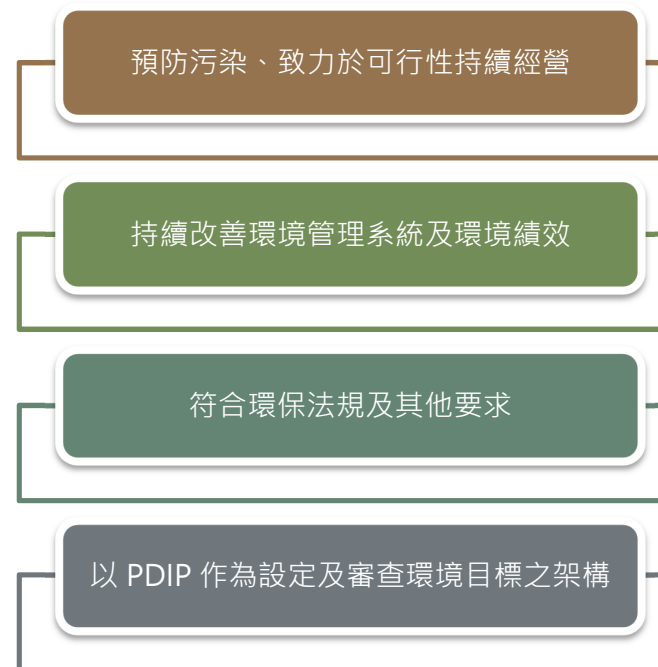 預防污染、致力於可行性持續經營
持續改善環境管理系統及環境績效
符合環保法規及其他要求
以 PDIP 作為設定及審查環境目標之架構